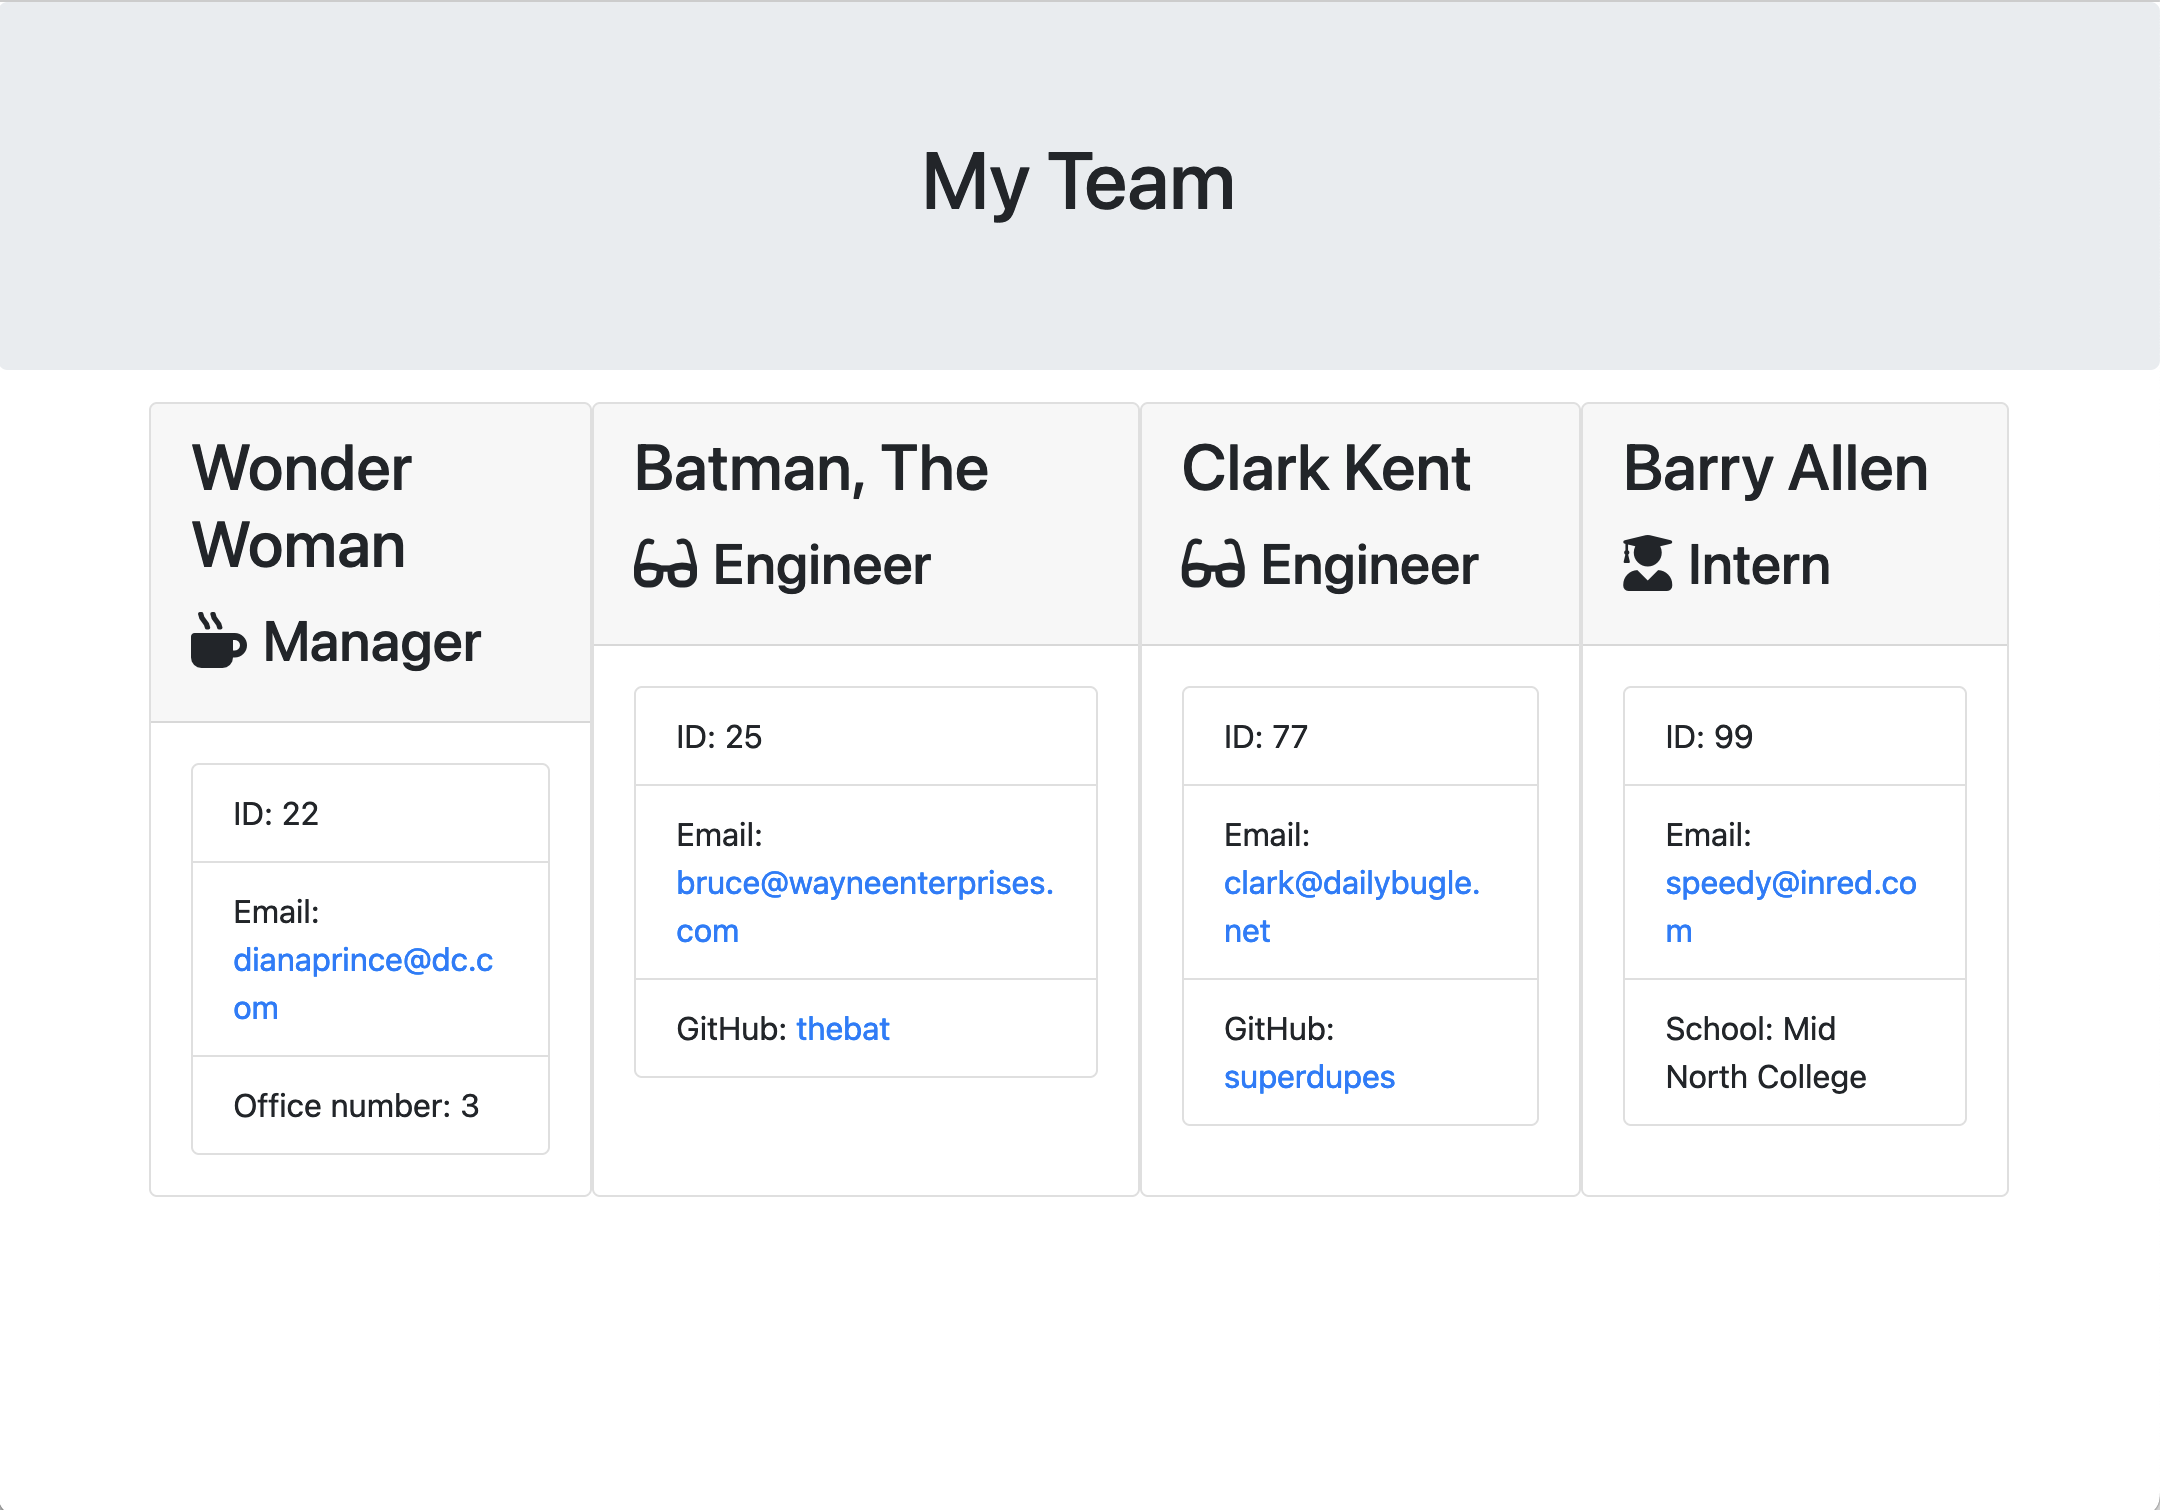 My Team
Wonder
Woman
Manager
ID: 22
Email:
dianaprince@dc.c
om
Office number: 3
Batman, The
Engineer
ID: 25
Email:
bruce@wayneenterprises.
com
GitHub: thebat
Clark Kent
Engineer
ID: 77
Email:
clark@dailybugle.
net
GitHub:
superdupes
Barry Allen
Intern
ID: 99
Email:
speedy@inred.co
m
School: Mid
North College